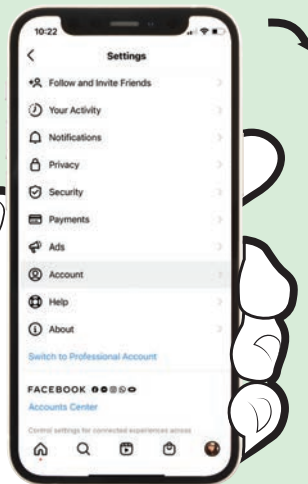 10:22
Settings
Follow and Invite Friends
Your Activity
Notifications
Privacy
Security
Payments
Ads
Account
Help
About
Switch to Professional Account
FACEBOOK
Accounts Center
Control settings for connected experiences across